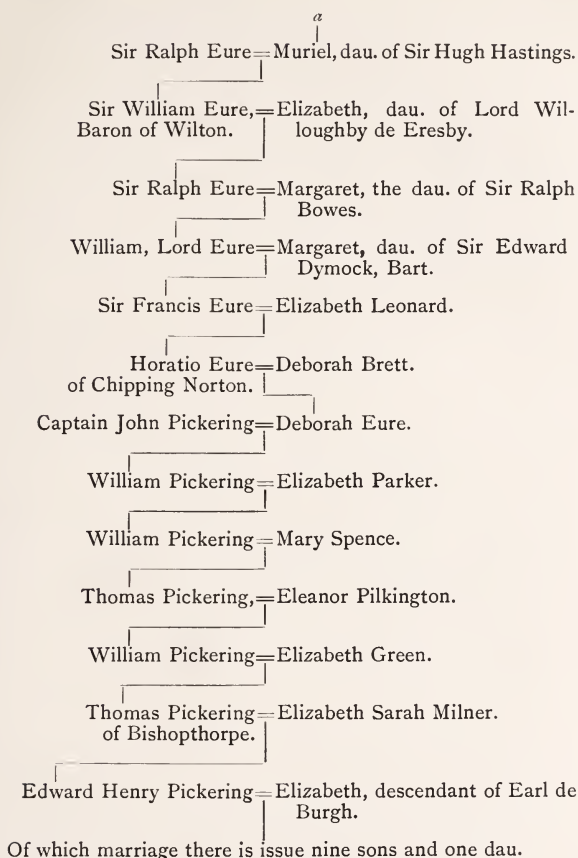 a
Sir Ralph Eure=Muriel, dau. of Sir Hugh Hastings.
Sir William Eure,=Elizabeth, dau. of Lord Wil-
Baron of Wilton. loughby de Eresby.
Sir Ralph Eure=Margaret, the dau. of Sir Ralph
Bowes.
William, Lord Eure=Margaret, dau. of Sir Edward
Dymock, Bart.
Sir Francis Eure=Elizabeth Leonard.
Horatio Eure=Deborah Brett.
of Chipping Norton.
Captain John Pickering=Deborah Eure.
William Pickering=Elizabeth Parker.
William Pickering=Mary Spence.
Thomas Pickering,=Eleanor Pilkington.
William Pickering=Elizabeth Green.
Thomas Pickering=Elizabeth Sarah Milner.
of Bishopthorpe.
Edward Henry Pickering=Elizabeth, descendant of Earl de
Burgh.
Of which marriage there is issue nine sons and one dau.